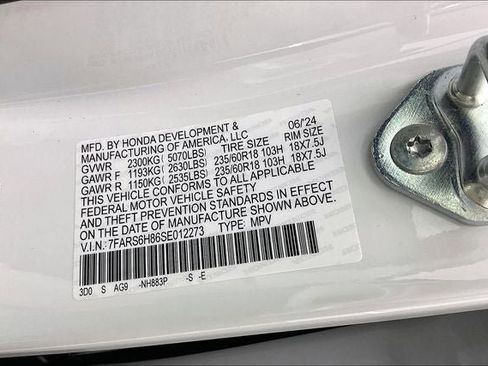 MFD. BY HONDA DEVELOPMENT & 06/'24
MANUFACTURING OF AMERICA, LLC
GVWR 2300KG( 5070LBS) TIRE SIZE RIM SIZE
GAWR F 1193KG( 2630LBS) 235/60R18 103H 18X7.5J
GAWR R 1150KG( 2535LBS) 235/60R18 103H 18X7.5J
THIS VEHICLE CONFORMS TO ALL APPLICABLE
FEDERAL MOTOR VEHICLE SAFETY
AND THEFT PREVENTION STANDARDS IN EFFECT
ON THE DATE OF MANUFACTURE SHOWN ABOVE.
V.I.N.: 7FARS6H86SE012273 TYPE: MPV
3D0 S AG9 -NH883P -S -E